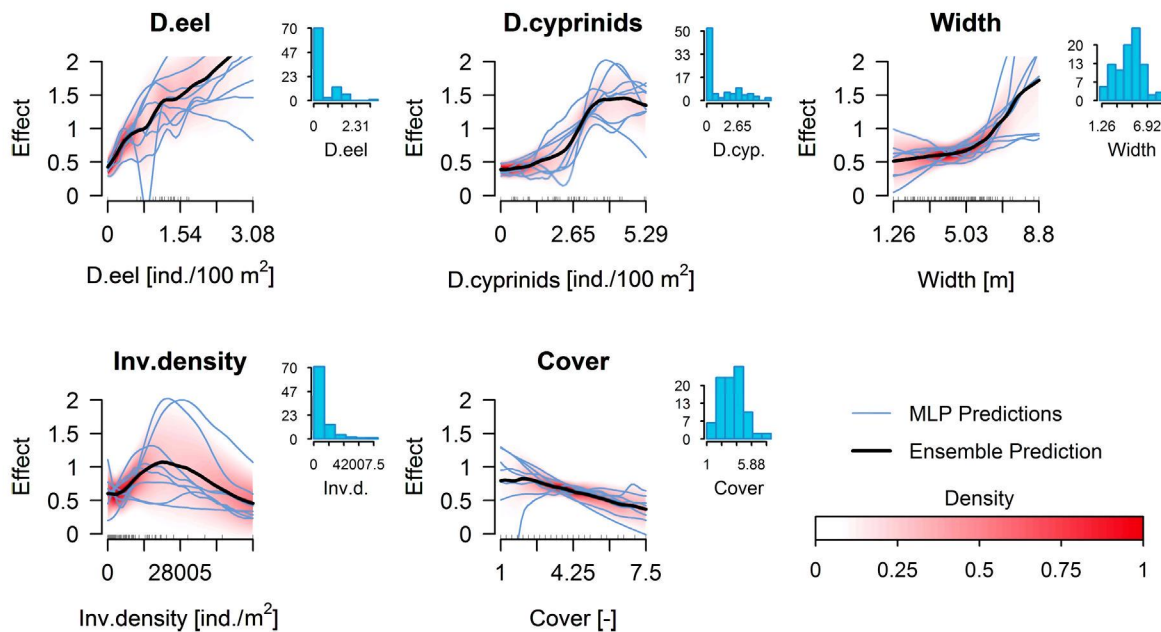 D.eel
2
1.5
1
0.5
0
Effect
0 1.54 3.08
D.eel [ind./100 m²]
70
47
23
0
0 2.31
D.eel
D.cyprinids
2
1.5
1
0.5
0
Effect
0 2.65 5.29
D.cyprinids [ind./100 m²]
50
33
17
0
0 2.65
D.cyp.
Width
2
1.5
1
0.5
0
Effect
1.26 5.03 8.8
Width [m]
20
13
7
0
1.26 6.92
Width
Inv.density
2
1.5
1
0.5
0
Effect
0 28005
Inv.density [ind./m²]
70
47
23
0
0 42007.5
Inv.d.
Cover
2
1.5
1
0.5
0
Effect
1 4.25 7.5
Cover [-]
20
13
7
0
1 5.88
Cover
MLP Predictions
Ensemble Prediction
Density
0 0.25 0.5 0.75 1